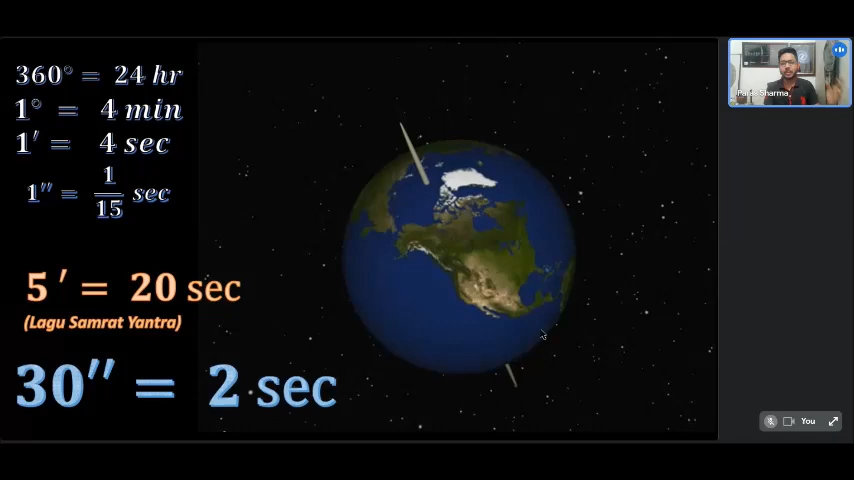 360° = 24 hr
1° = 4 min
1′ = 4 sec
1″ = 1/15 sec
5′ = 20 sec
(Lagu Samrat Yantra)
30″ = 2 sec
Sharma
You